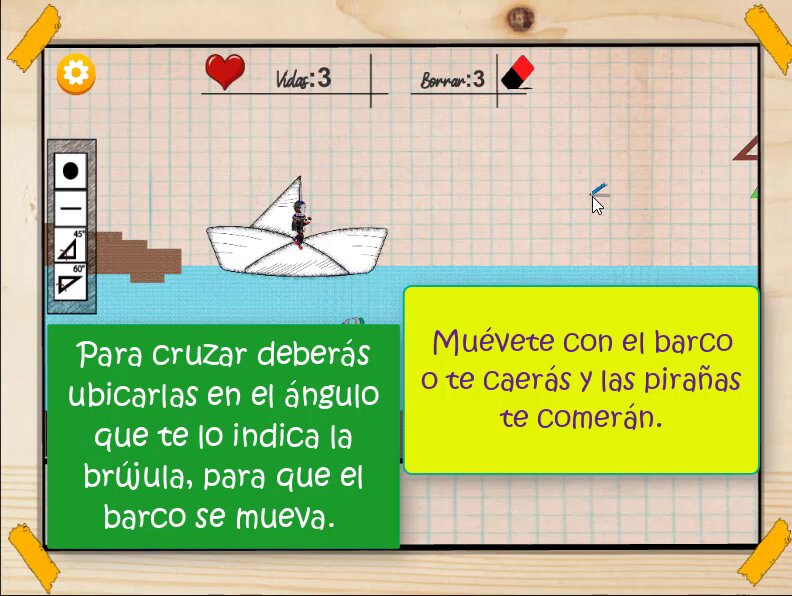 Vidas:3 Borrar:3
45°
60°
Para cruzar deberás
ubicarlas en el ángulo
que te lo indica la
brújula, para que el
barco se mueva.
Muévete con el barco
o te caerás y las pirañas
te comerán.